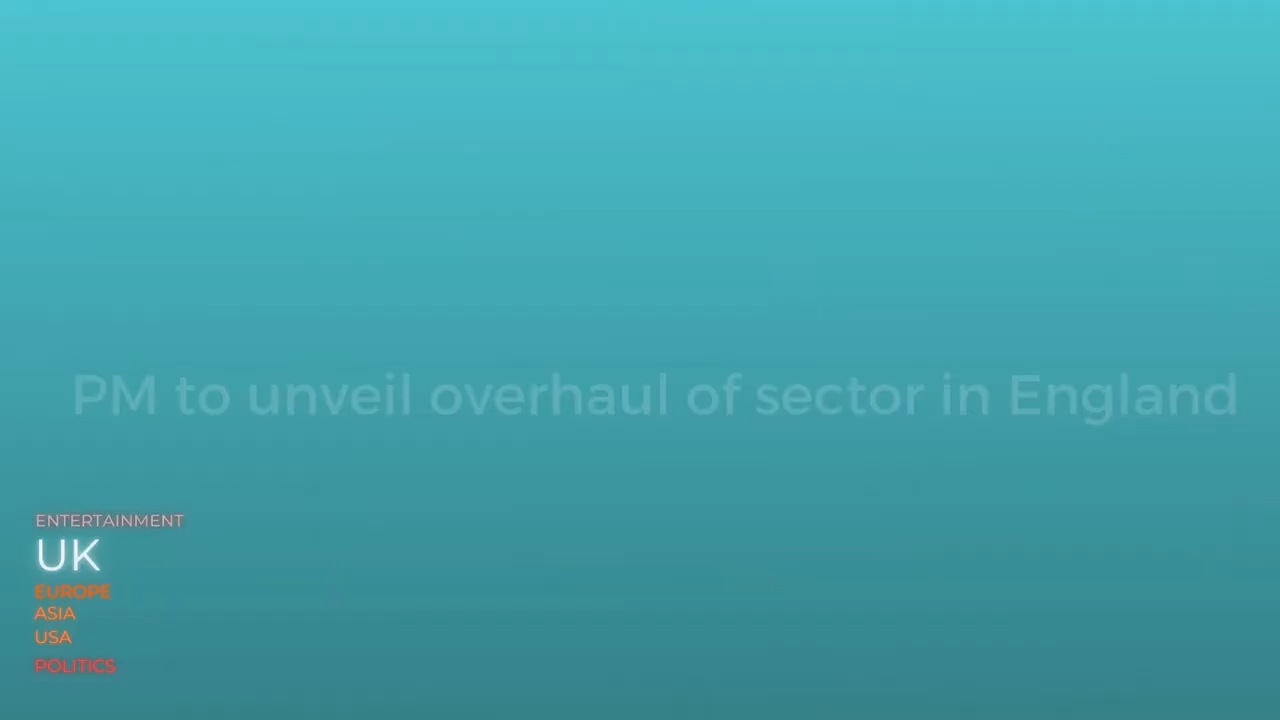 PM to unveil overhaul of sector in England
ENTERTAINMENT
UK
EUROPE
ASIA
USA
POLITICS